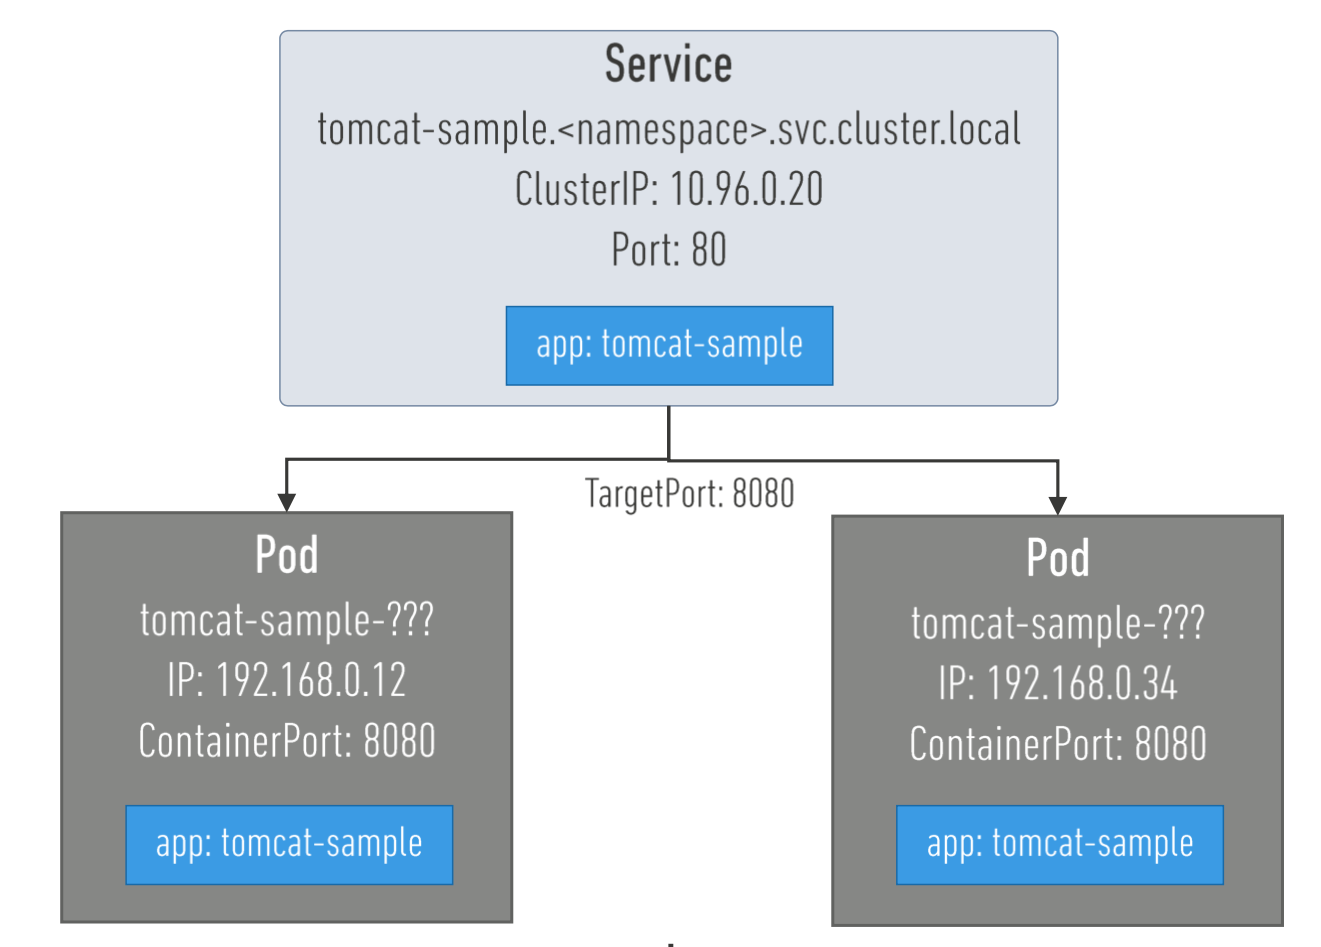 Service
tomcat-sample.<namespace>.svc.cluster.local
ClusterIP: 10.96.0.20
Port: 80
app: tomcat-sample
TargetPort: 8080
Pod
tomcat-sample-???
IP: 192.168.0.12
ContainerPort: 8080
app: tomcat-sample
Pod
tomcat-sample-???
IP: 192.168.0.34
ContainerPort: 8080
app: tomcat-sample